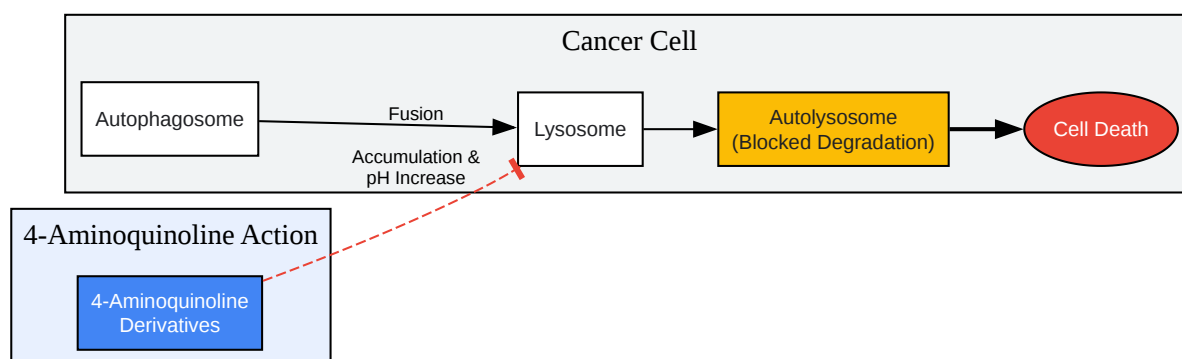 Cancer Cell
Autophagosome
Fusion
Lysosome
Autolysosome
(Blocked Degradation)
Cell Death
Accumulation &
pH Increase
4-Aminoquinoline Action
4-Aminoquinoline
Derivatives